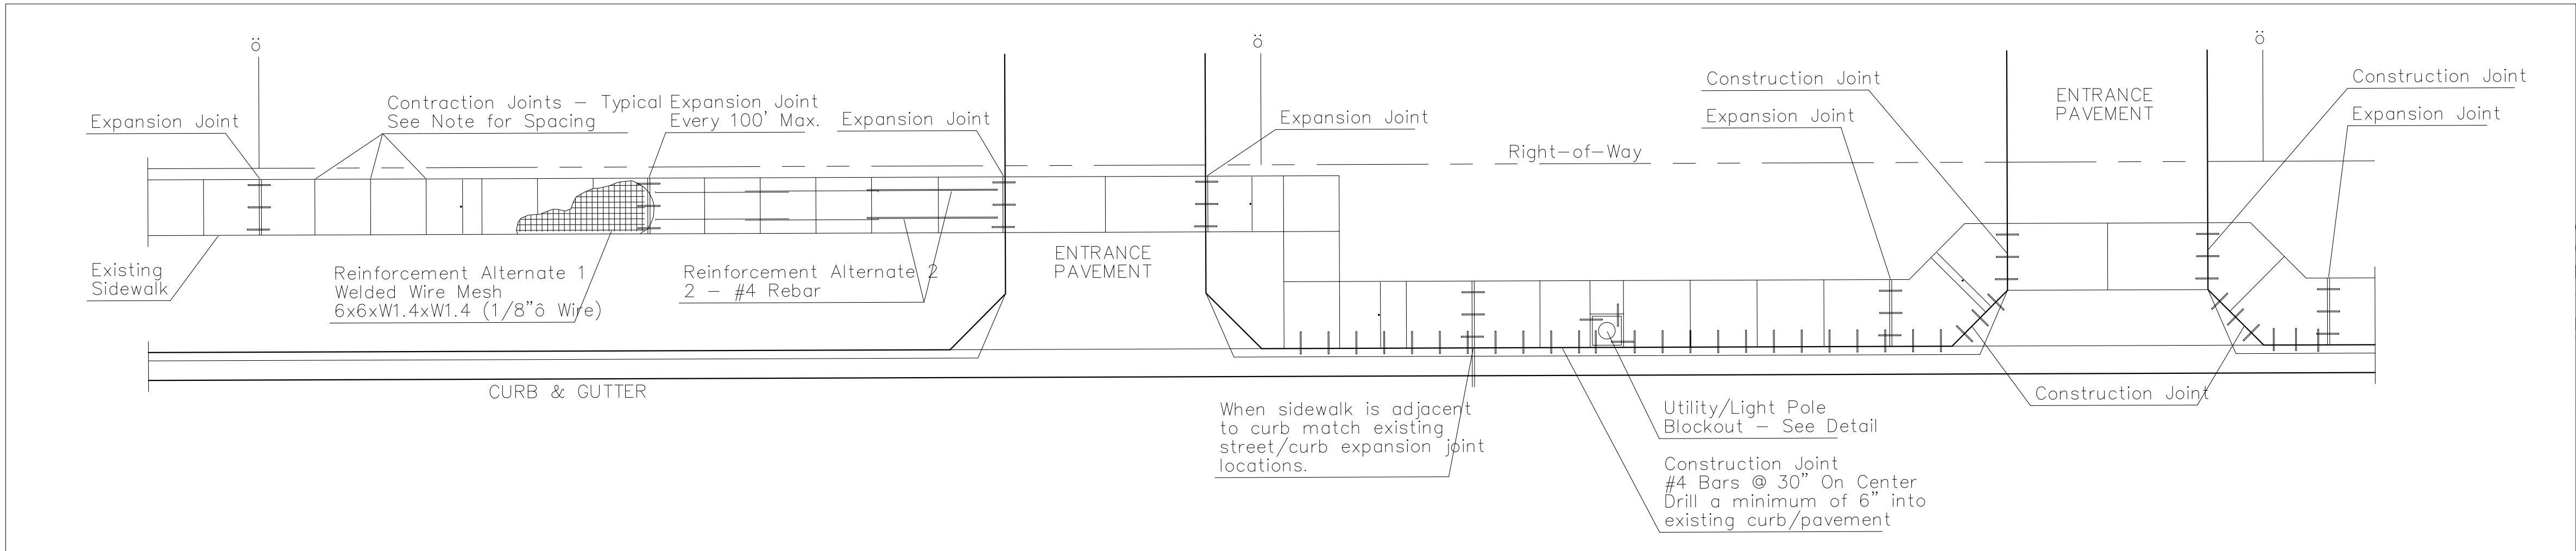 ö
ö
ö
Expansion Joint
Contraction Joints – Typical
See Note for Spacing
Expansion Joint
Every 100' Max.
Expansion Joint
Expansion Joint
Right-of-Way
Construction Joint
Expansion Joint
ENTRANCE
PAVEMENT
Construction Joint
Expansion Joint
Existing
Sidewalk
Reinforcement Alternate 1
Welded Wire Mesh
6x6xW1.4xW1.4 (1/8"ô Wire)
Reinforcement Alternate 2
2 – #4 Rebar
ENTRANCE
PAVEMENT
CURB & GUTTER
When sidewalk is adjacent
to curb match existing
street/curb expansion joint
locations.
Utility/Light Pole
Blockout – See Detail
Construction Joint
#4 Bars @ 30" On Center
Drill a minimum of 6" into
existing curb/pavement
Construction Joint